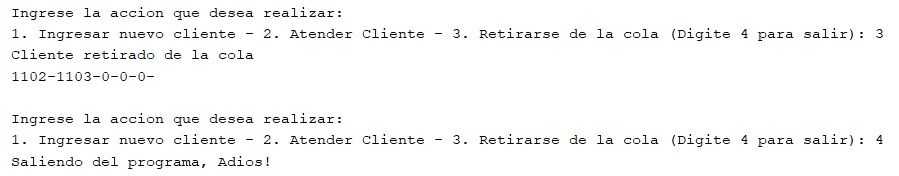 Ingrese la accion que desea realizar:
1. Ingresar nuevo cliente - 2. Atender Cliente - 3. Retirarse de la cola (Digite 4 para salir): 3
Cliente retirado de la cola
1102-1103-0-0-0-
Ingrese la accion que desea realizar:
1. Ingresar nuevo cliente - 2. Atender Cliente - 3. Retirarse de la cola (Digite 4 para salir): 4
Saliendo del programa, Adios!